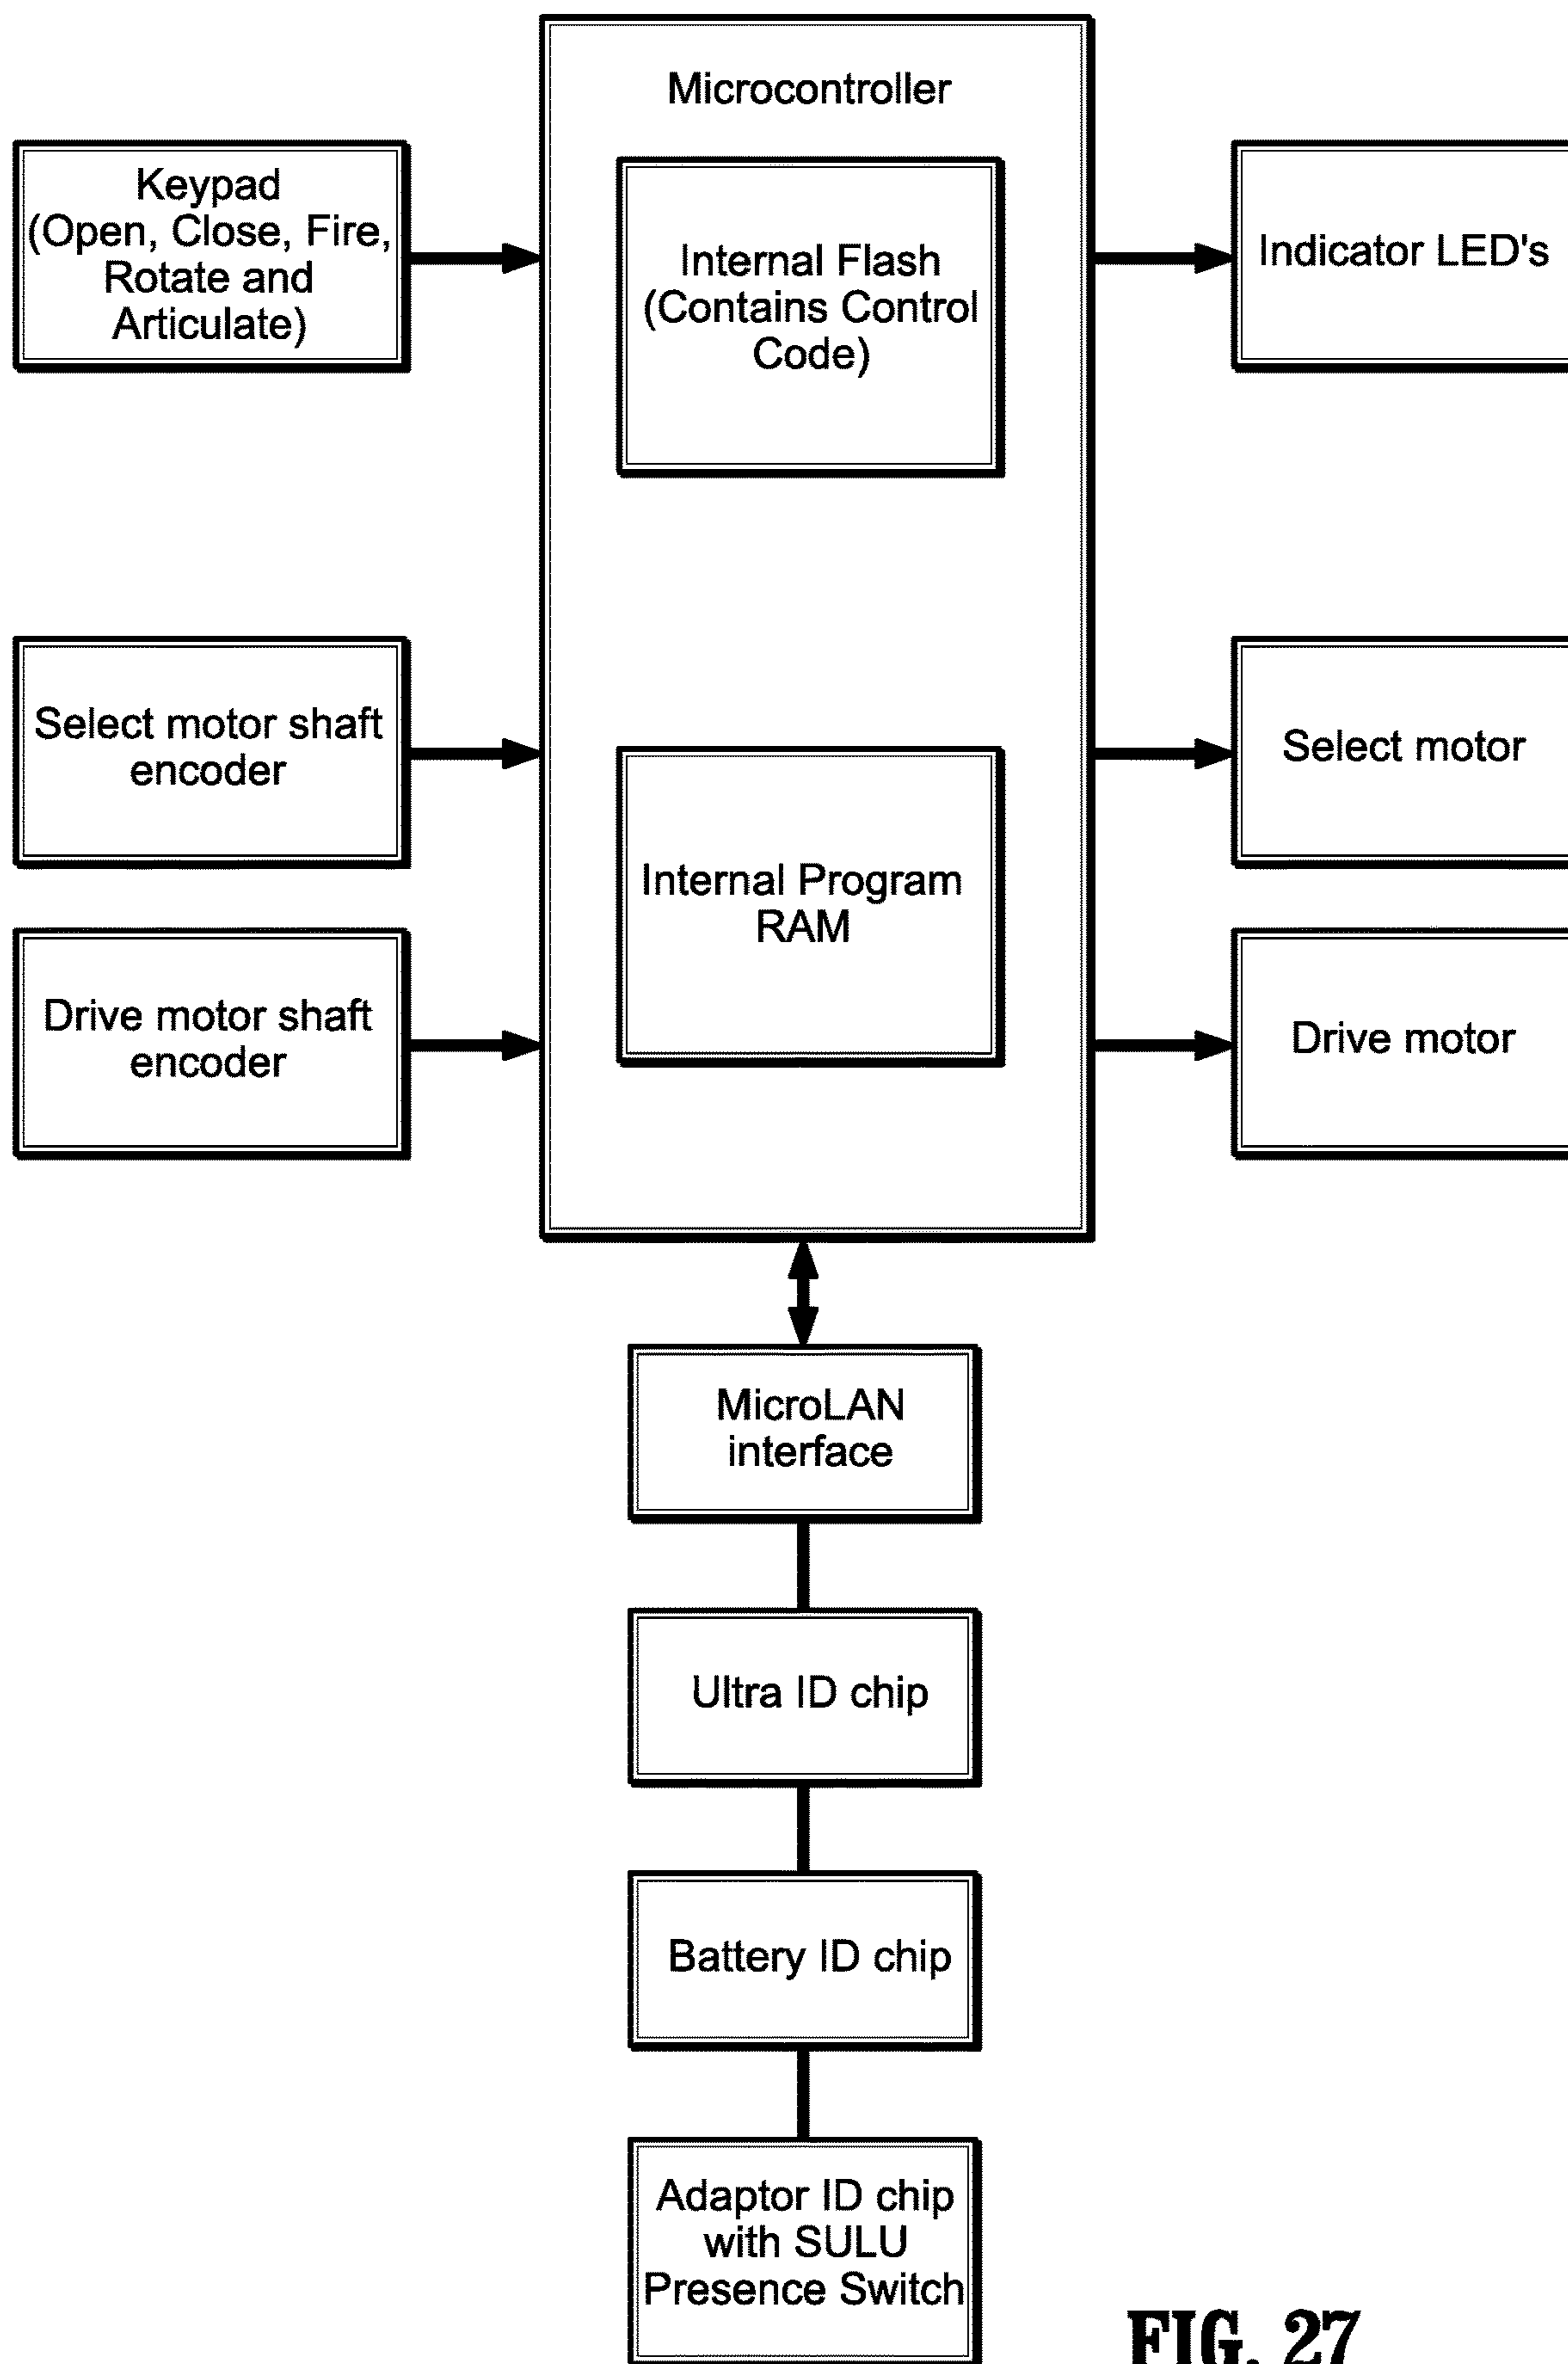 Microcontroller
Keypad
(Open, Close, Fire,
Rotate and
Articulate)
Internal Flash
(Contains Control
Code)
Indicator LED's
Select motor shaft
encoder
Select motor
Internal Program
RAM
Drive motor shaft
encoder
Drive motor
MicroLAN
interface
Ultra ID chip
Battery ID chip
Adaptor ID chip
with SULU
Presence Switch
FIG. 27